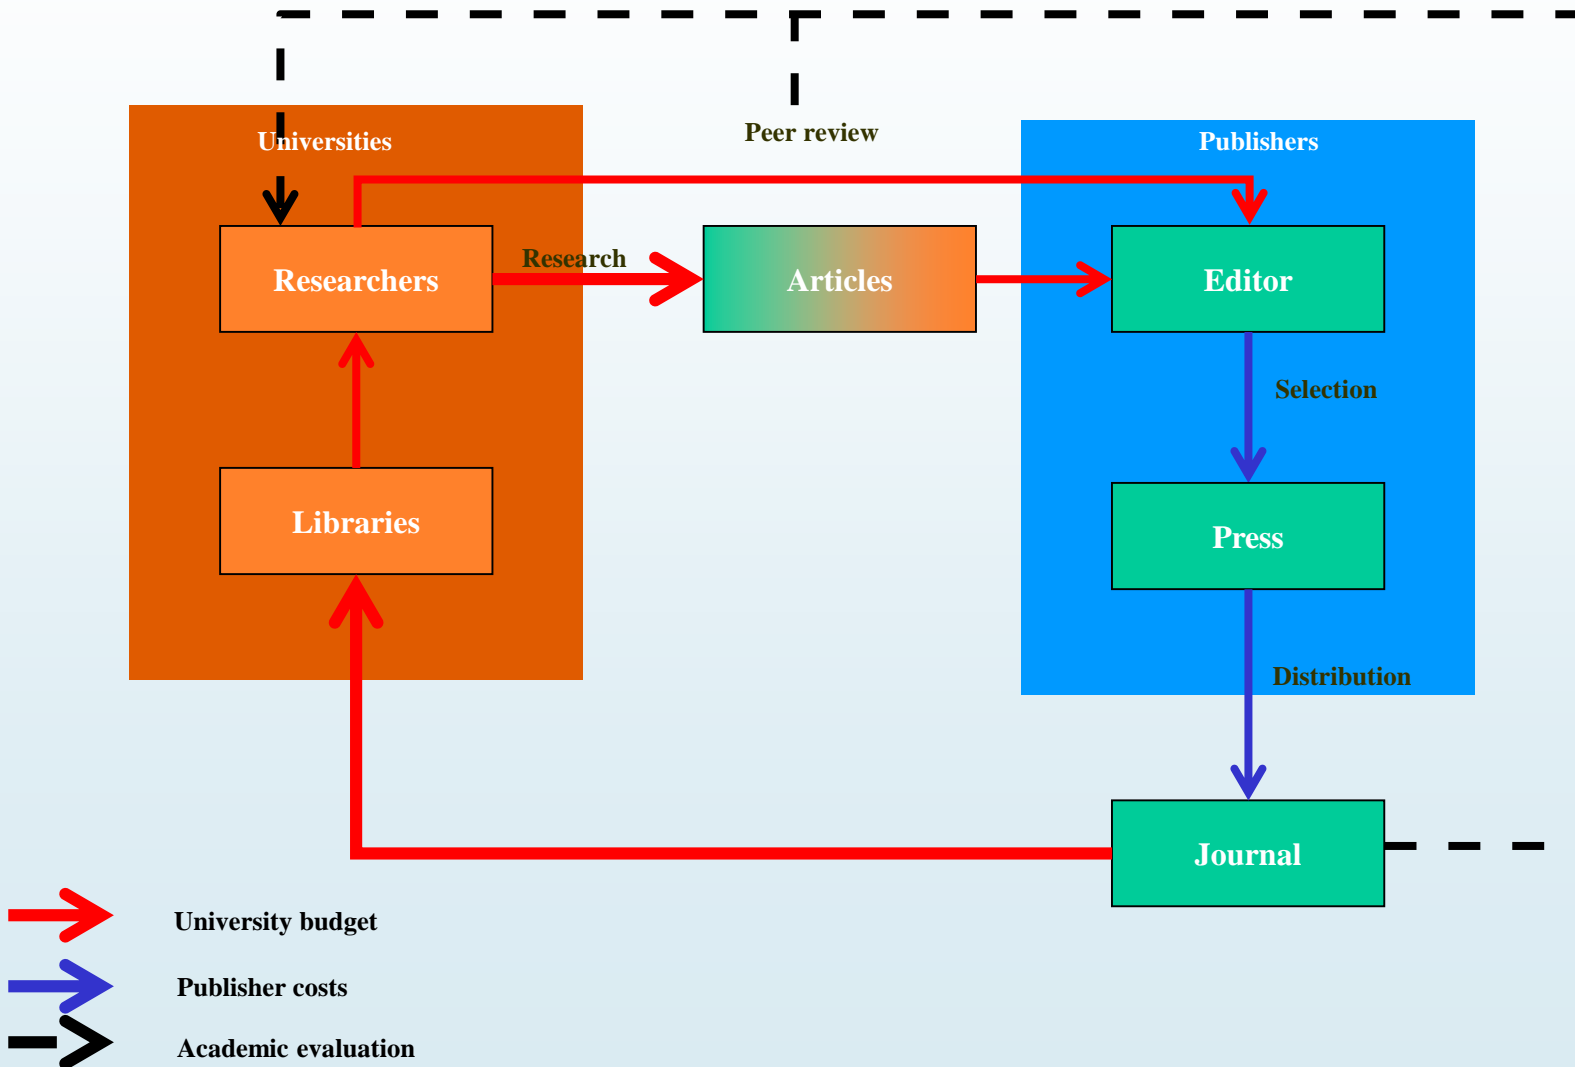 Universities
Peer review
Publishers
Research
Researchers
Articles
Editor
Selection
Libraries
Press
Distribution
Journal
University budget
Publisher costs
Academic evaluation